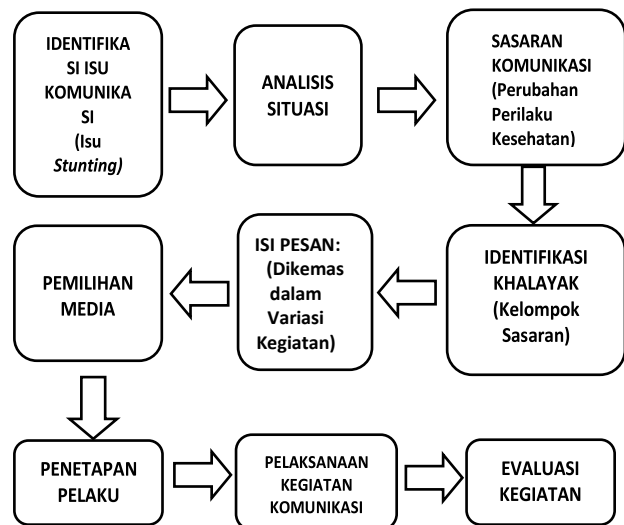 IDENTIFIKA
SI ISU
KOMUNIKA
SI
(Isu
Stunting)
ANALISIS
SITUASI
SASARAN
KOMUNIKASI
(Perubahan
Perilaku
Kesehatan)
IDENTIFIKASI
KHALAYAK
(Kelompok
Sasaran)
ISI PESAN:
(Dikemas
dalam
Variasi
Kegiatan)
PEMILIHAN
MEDIA
PENETAPAN
PELAKU
PELAKSANAAN
KEGIATAN
KOMUNIKASI
EVALUASI
KEGIATAN